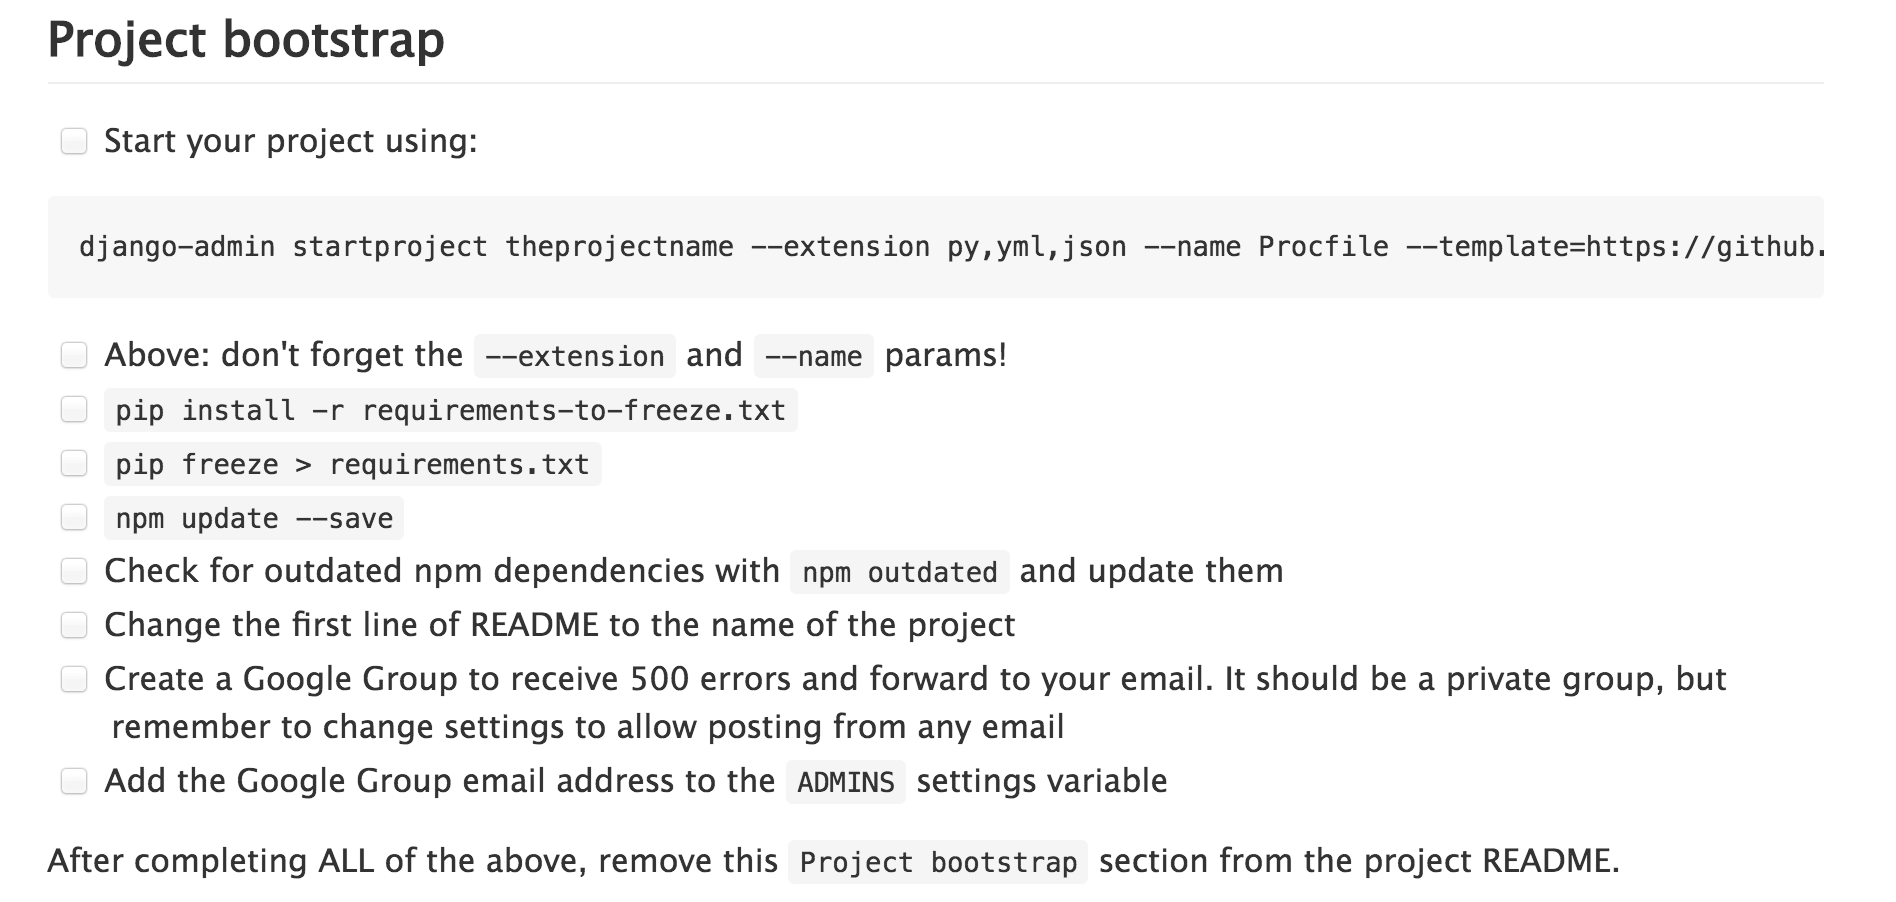 Project bootstrap
Start your project using:
django-admin startproject theprojectname --extension py,yml,json --name Procfile --template=https://github.
Above: don't forget the --extension and --name params!
pip install -r requirements-to-freeze.txt
pip freeze > requirements.txt
npm update --save
Check for outdated npm dependencies with npm outdated and update them
Change the first line of README to the name of the project
Create a Google Group to receive 500 errors and forward to your email. It should be a private group, but
remember to change settings to allow posting from any email
Add the Google Group email address to the ADMINS settings variable
After completing ALL of the above, remove this Project bootstrap section from the project README.